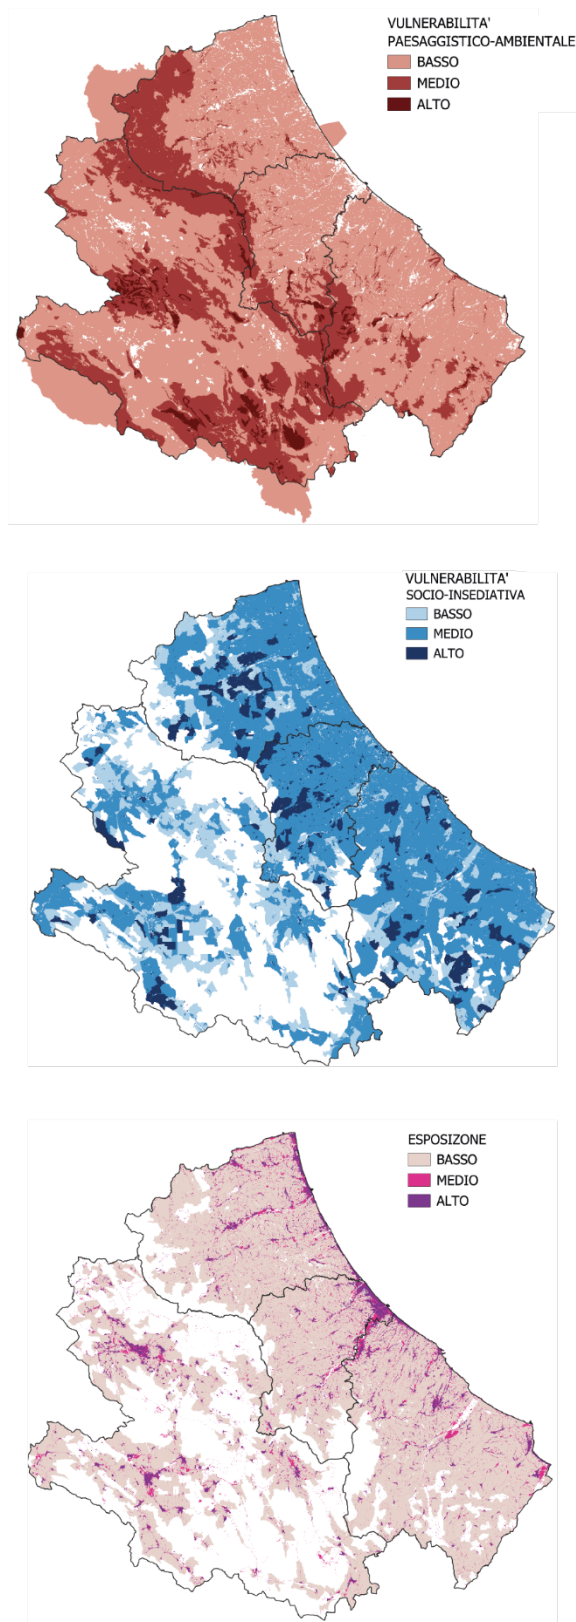 VULNERABILITA'
PAESAGGISTICO-AMBIENTALE
BASSO
MEDIO
ALTO
VULNERABILITA'
SOCIO-INSEDIATIVA
BASSO
MEDIO
ALTO
ESPOSIZONE
BASSO
MEDIO
ALTO